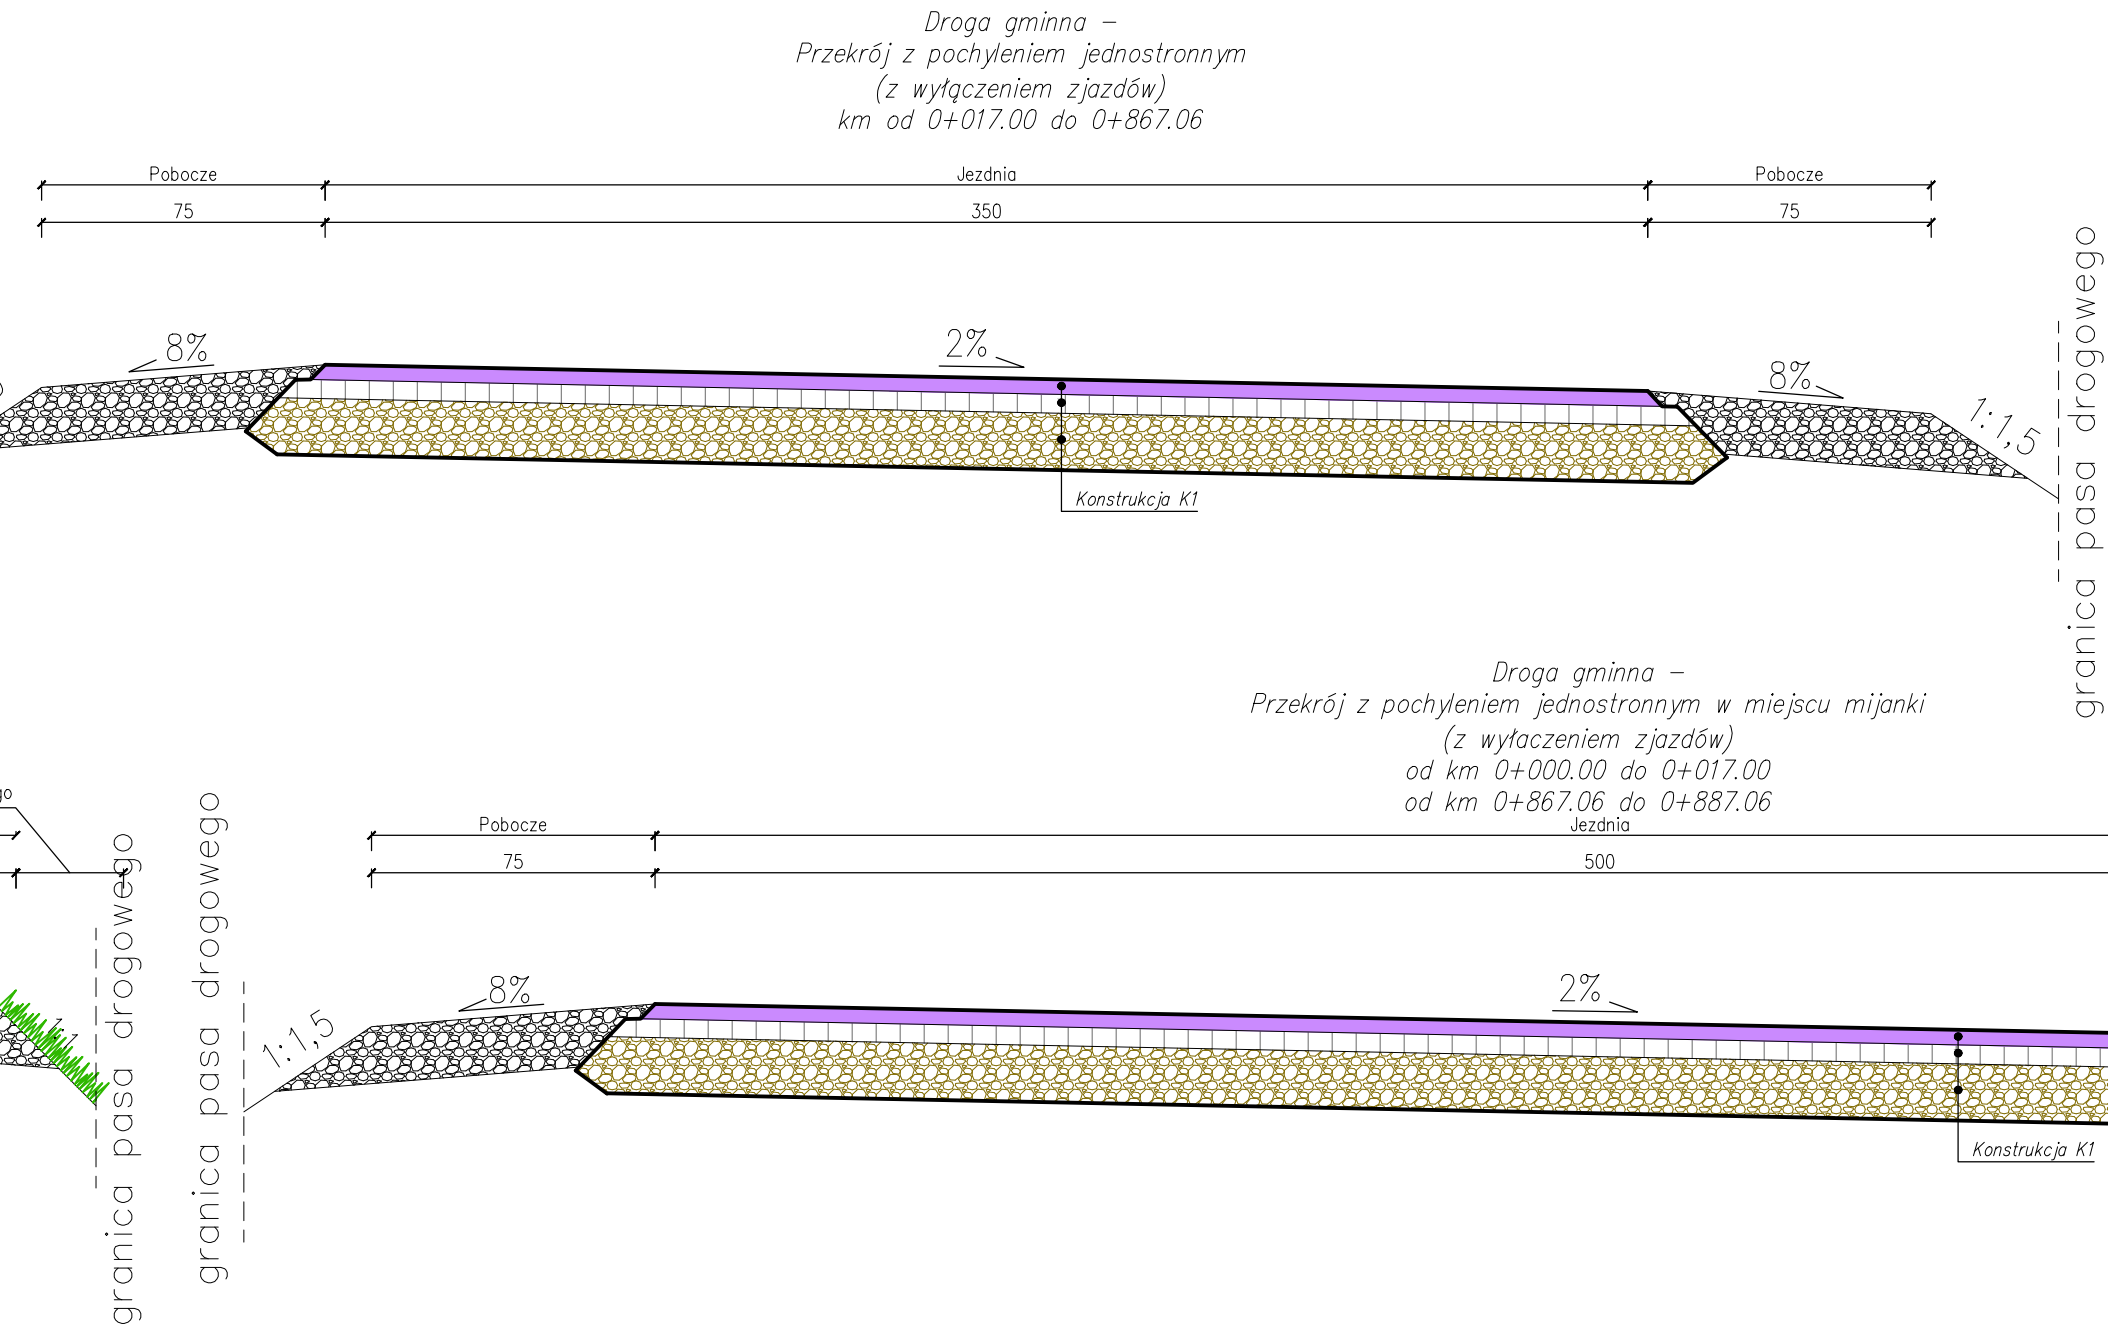 Droga gminna –
Przekrój z pochyleniem jednostronnym
(z wyłączeniem zjazdów)
km od 0+017.00 do 0+867.06
Pobocze
Jezdnia
Pobocze
75
350
75
8%
2%
8%
1:1,5
granica pasa drogowego
Konstrukcja K1
Droga gminna –
Przekrój z pochyleniem jednostronnym w miejscu mijanki
(z wyłaczeniem zjazdów)
od km 0+000.00 do 0+017.00
od km 0+867.06 do 0+887.06
Pobocze
Jezdnia
75
500
1:1
granica pasa drogowego
granica pasa drogowego
1:1,5
8%
2%
Konstrukcja K1